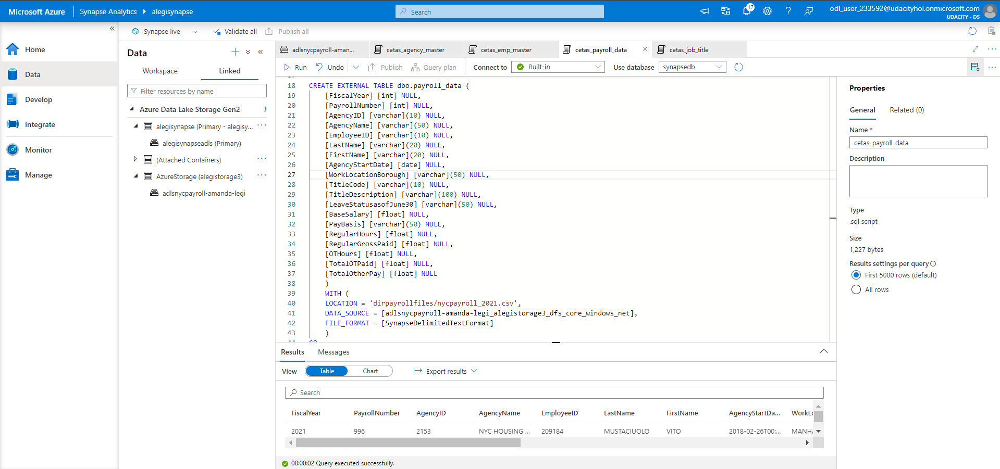 Microsoft Azure
Synapse Analytics
alegisynapse
Search
17
odl_user_233592@udacityhol.onmicrosoft.com
UDACITY - DS
«
Home
Data
Develop
Integrate
Monitor
Manage
Synapse live
Validate all
Publish all
Data
Workspace
Linked
Filter resources by name
Azure Data Lake Storage Gen2
3
alegisynapse (Primary - alegisy...
alegisynapseadls (Primary)
(Attached Containers)
AzureStorage (alegistorage3)
adlsnycpayroll-amanda-legi
adlsnycpayroll-aman...
cetas_agency_master
cetas_emp_master
cetas_payroll_data
cetas_job_title
Run
Undo
Publish
Query plan
Connect to
Built-in
Use database
synapsedb
17
18 CREATE EXTERNAL TABLE dbo.payroll_data (
19 [FiscalYear] [int] NULL,
20 [PayrollNumber] [int] NULL,
21 [AgencyID] [varchar](10) NULL,
22 [AgencyName] [varchar](50) NULL,
23 [EmployeeID] [varchar](10) NULL,
24 [LastName] [varchar](20) NULL,
25 [FirstName] [varchar](20) NULL,
26 [AgencyStartDate] [date] NULL,
27 [WorkLocationBorough] [varchar](50) NULL,
28 [TitleCode] [varchar](10) NULL,
29 [TitleDescription] [varchar](100) NULL,
30 [LeaveStatusasofJune30] [varchar](50) NULL,
31 [BaseSalary] [float] NULL,
32 [PayBasis] [varchar](50) NULL,
33 [RegularHours] [float] NULL,
34 [RegularGrossPaid] [float] NULL,
35 [OTHours] [float] NULL,
36 [TotalOTPaid] [float] NULL,
37 [TotalOtherPay] [float] NULL
38 )
39 WITH (
40 LOCATION = 'dirpayrollfiles/nycpayroll_2021.csv',
41 DATA_SOURCE = [adlsnycpayroll-amanda-legi_alegistorage3_dfs_core_windows_net],
42 FILE_FORMAT = [SynapseDelimitedTextFormat]
43 )
44 GO
Results
Messages
View
Table
Chart
Export results
Search
FiscalYear PayrollNumber AgencyID AgencyName EmployeeID LastName FirstName AgencyStartDa... WorkLo
2021 996 2153 NYC HOUSING ... 209184 MUSTACIUOLO VITO 2018-02-26T00:... MANHA
00:00:02 Query executed successfully.
Properties
General
Related (0)
Name *
cetas_payroll_data
Description
Type
.sql script
Size
1,227 bytes
Results settings per query
First 5000 rows (default)
All rows